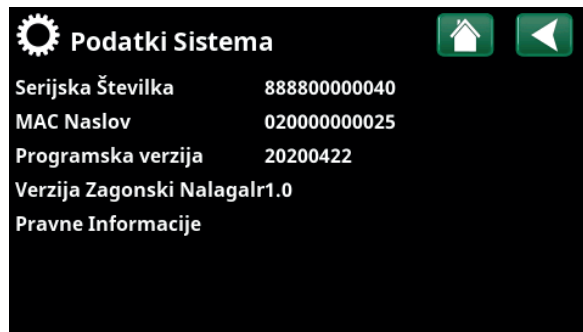 Podatki Sistema
Serijska Številka 888800000040
MAC Naslov 020000000025
Programska verzija 20200422
Verzija Zagonski Nalagalr1.0
Pravne Informacije